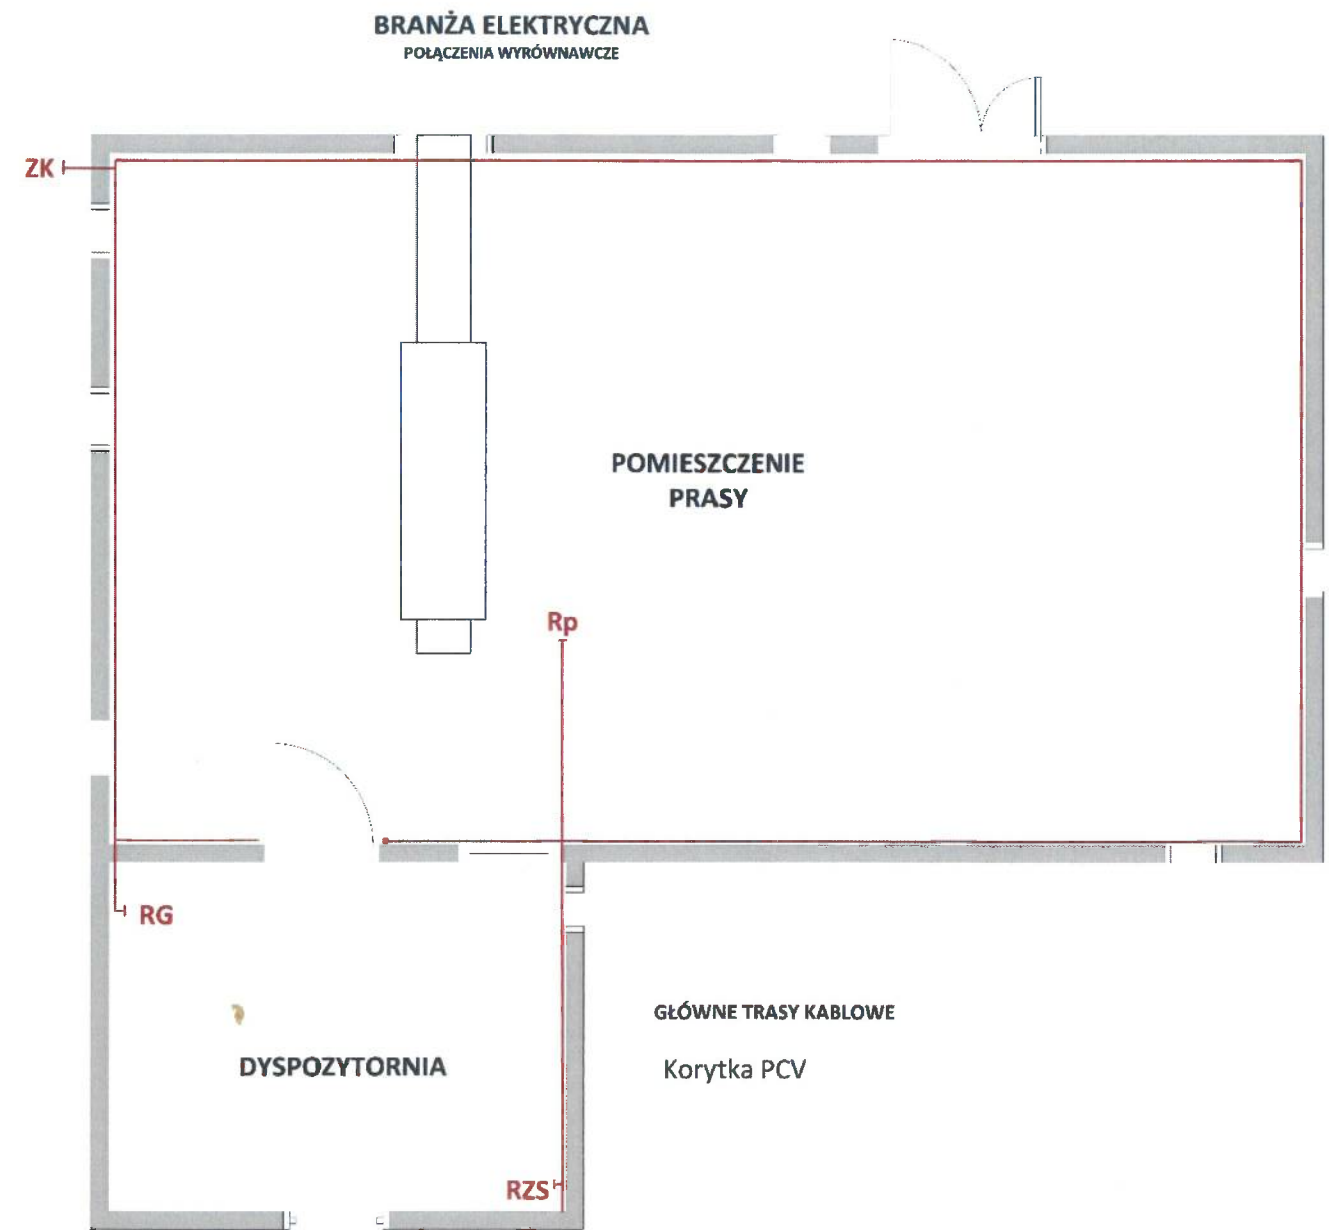 BRANŻA ELEKTRYCZNA
POŁĄCZENIA WYRÓWNAWCZE
ZK
POMIESZCZENIE
PRASY
Rp
RG
GŁÓWNE TRASY KABLOWE
DYSPOZYTORNIA
Korytka PCV
RZS